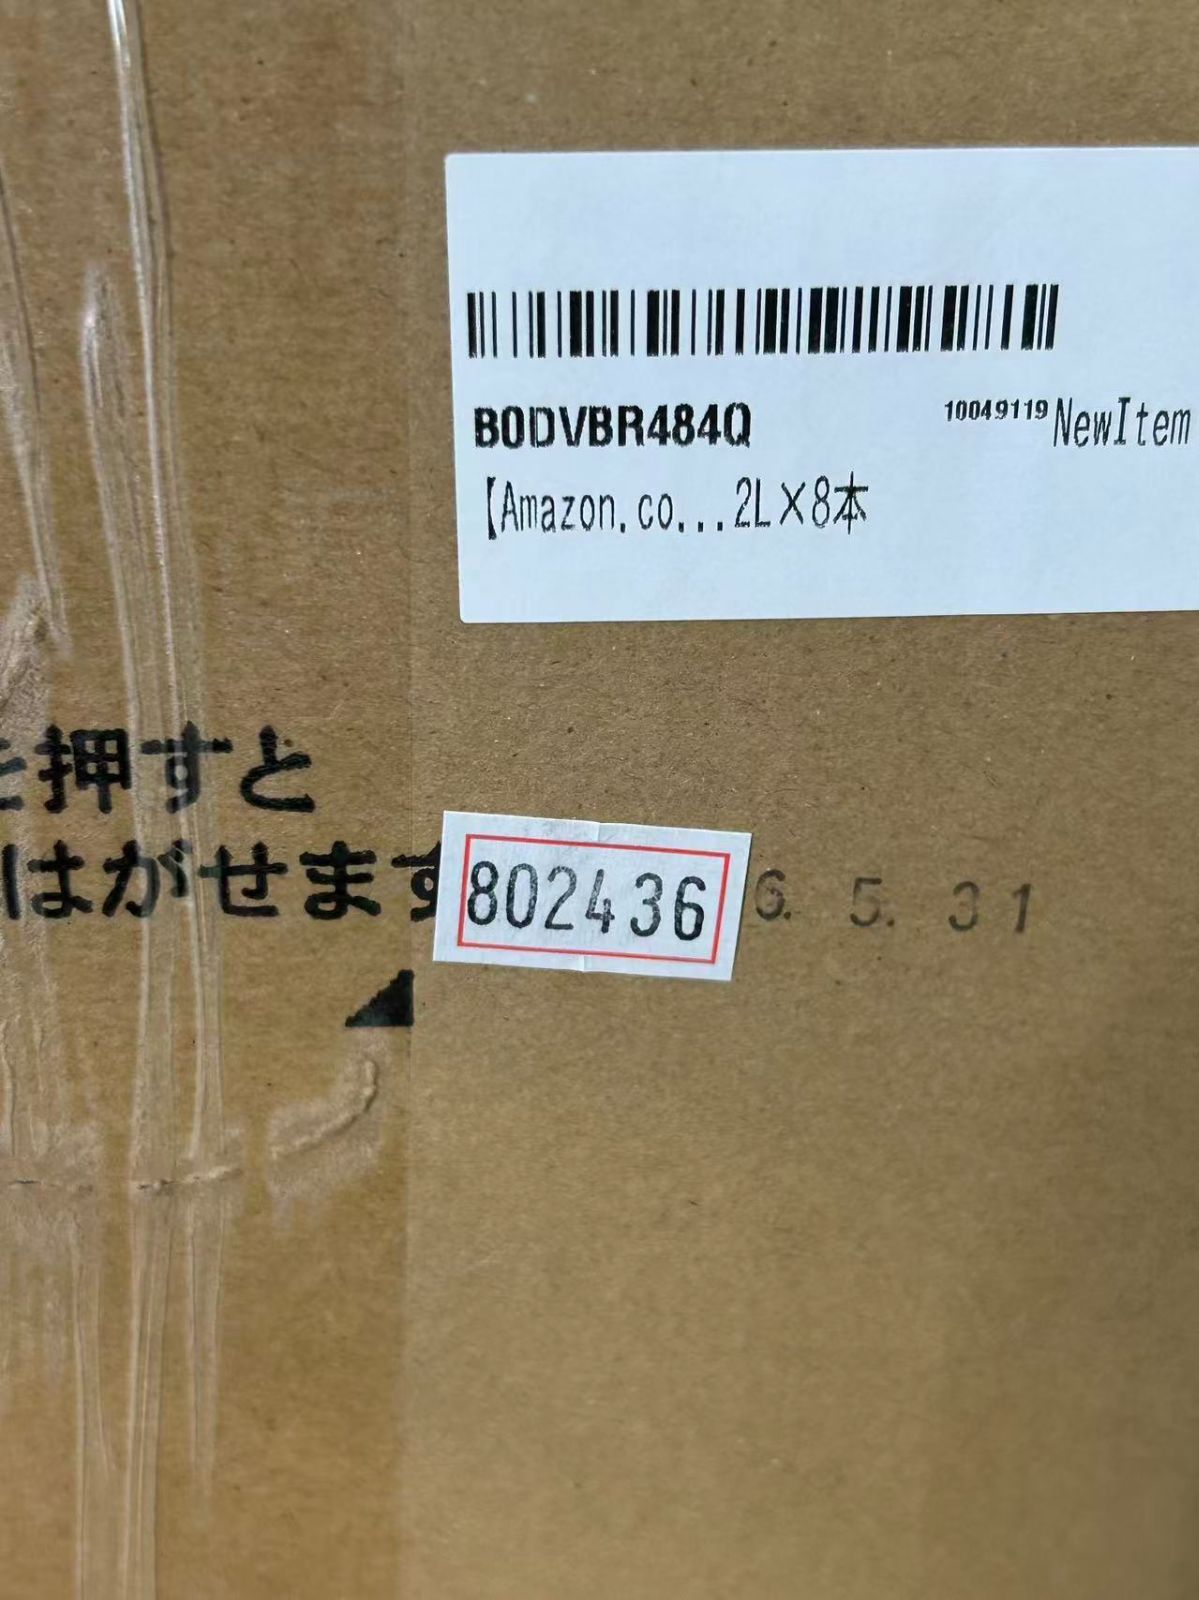 B0DVBR484Q
10049119 NewItem
【Amazon.co...2L×8本
を押すと
はがせます
802436
6. 5. 31